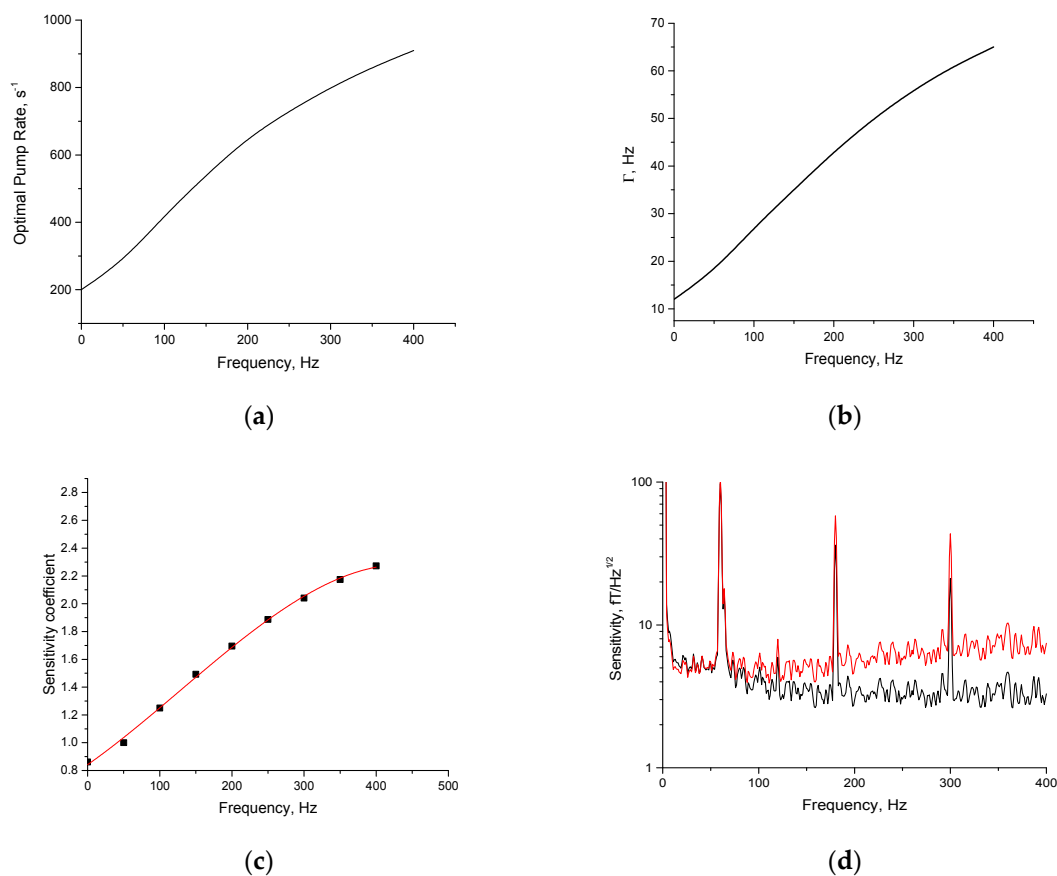 1000
800
600
400
200
Optimal Pump Rate, s⁻¹
0 100 200 300 400
Frequency, Hz
(a)
70
60
50
40
30
20
10
Γ, Hz
0 100 200 300 400
Frequency, Hz
(b)
2.8
2.6
2.4
2.2
2.0
1.8
1.6
1.4
1.2
1.0
0.8
Sensitivity coefficient
0 100 200 300 400 500
Frequency, Hz
(c)
100
10
1
Sensitivity, fT/Hz^1/2
0 100 200 300 400
Frequency, Hz
(d)